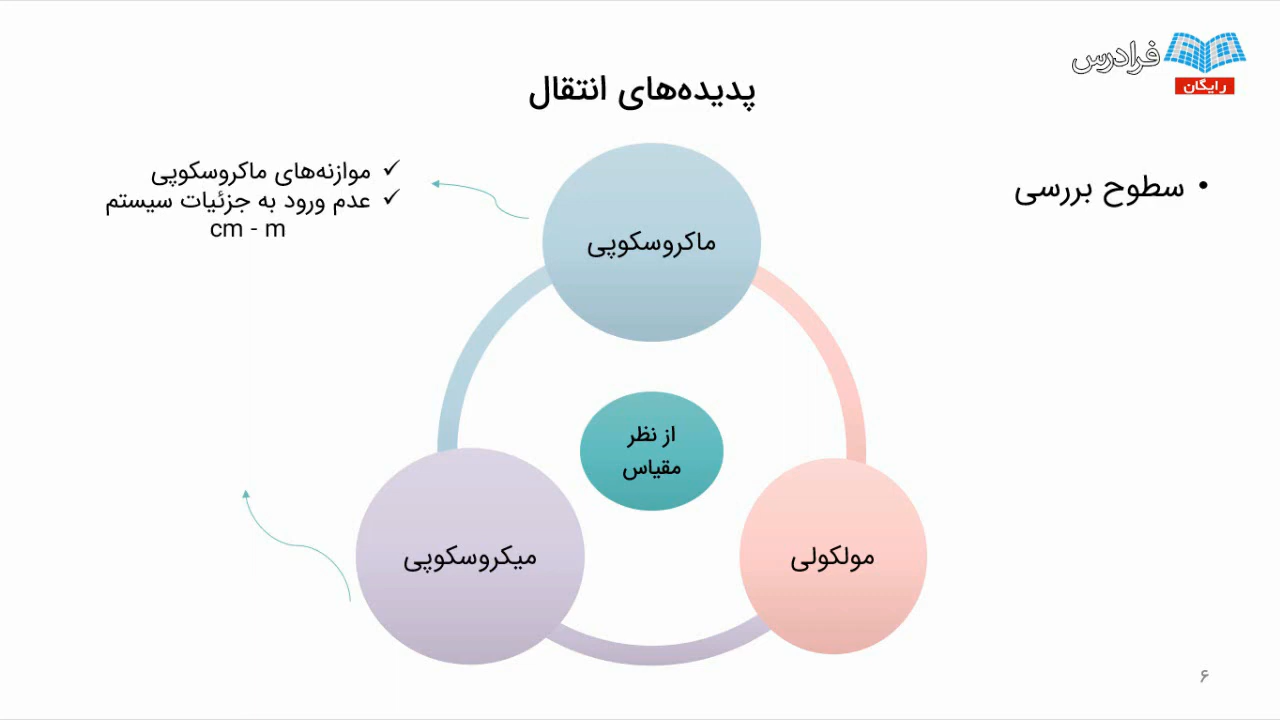 فرادرس
رایگان
پدیده‌های انتقال
• سطوح بررسی
✓ موازنه‌های ماکروسکوپی
✓ عدم ورود به جزئیات سیستم
cm - m
ماکروسکوپی
از نظر
مقیاس
مولکولی
میکروسکوپی
۶